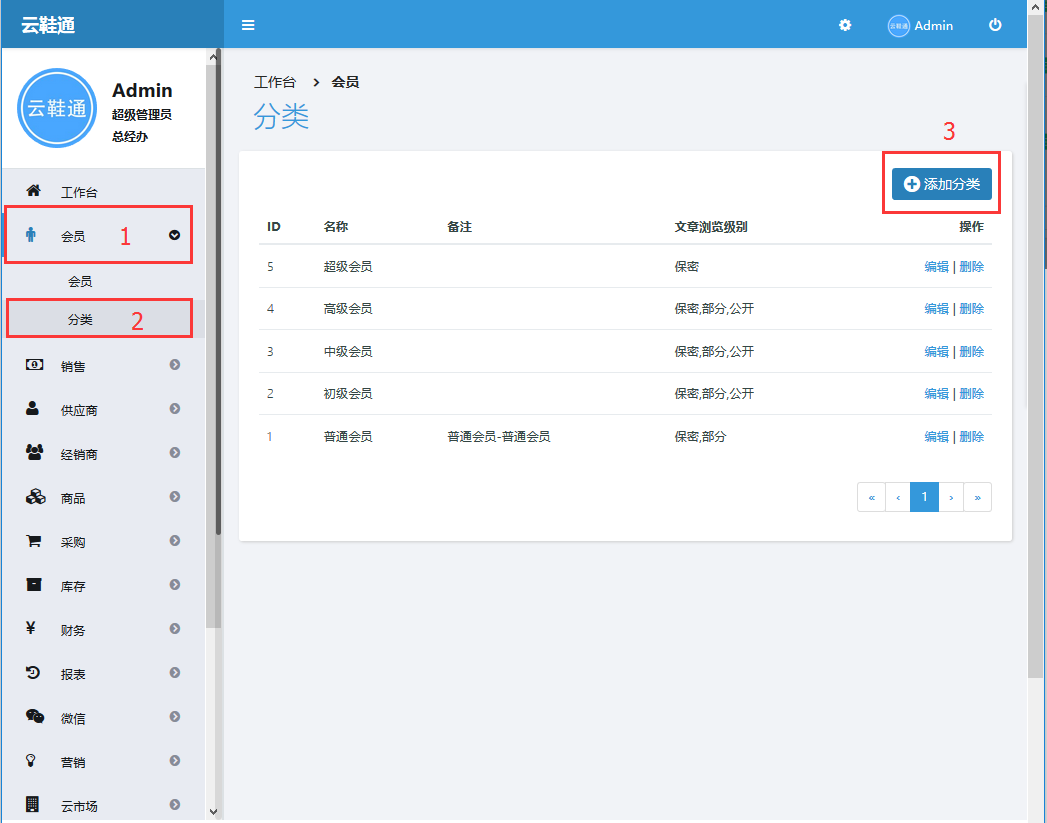 云鞋通
Admin
云鞋通
Admin
超级管理员
总经办
工作台
会员 1
会员
分类 2
销售
供应商
经销商
商品
采购
库存
财务
报表
微信
营销
云市场
工作台 > 会员
分类
3
添加分类
ID 名称 备注 文章浏览级别 操作
5 超级会员 保密 编辑 | 删除
4 高级会员 保密,部分,公开 编辑 | 删除
3 中级会员 保密,部分,公开 编辑 | 删除
2 初级会员 保密,部分,公开 编辑 | 删除
1 普通会员 普通会员-普通会员 保密,部分 编辑 | 删除
« ‹ 1 › »